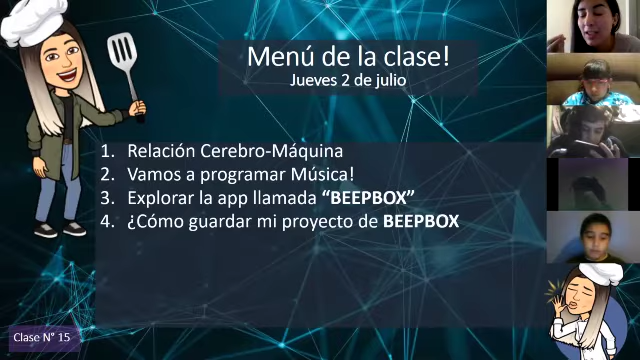 Menú de la clase!
Jueves 2 de julio
1. Relación Cerebro-Máquina
2. Vamos a programar Música!
3. Explorar la app llamada “BEEPBOX”
4. ¿Cómo guardar mi proyecto de BEEPBOX
Clase N° 15